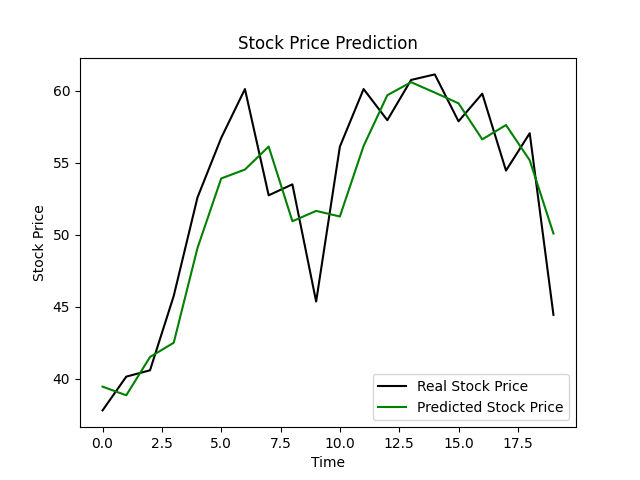 Stock Price Prediction
60
55
50
45
40
Stock Price
Real Stock Price
Predicted Stock Price
0.0 2.5 5.0 7.5 10.0 12.5 15.0 17.5
Time